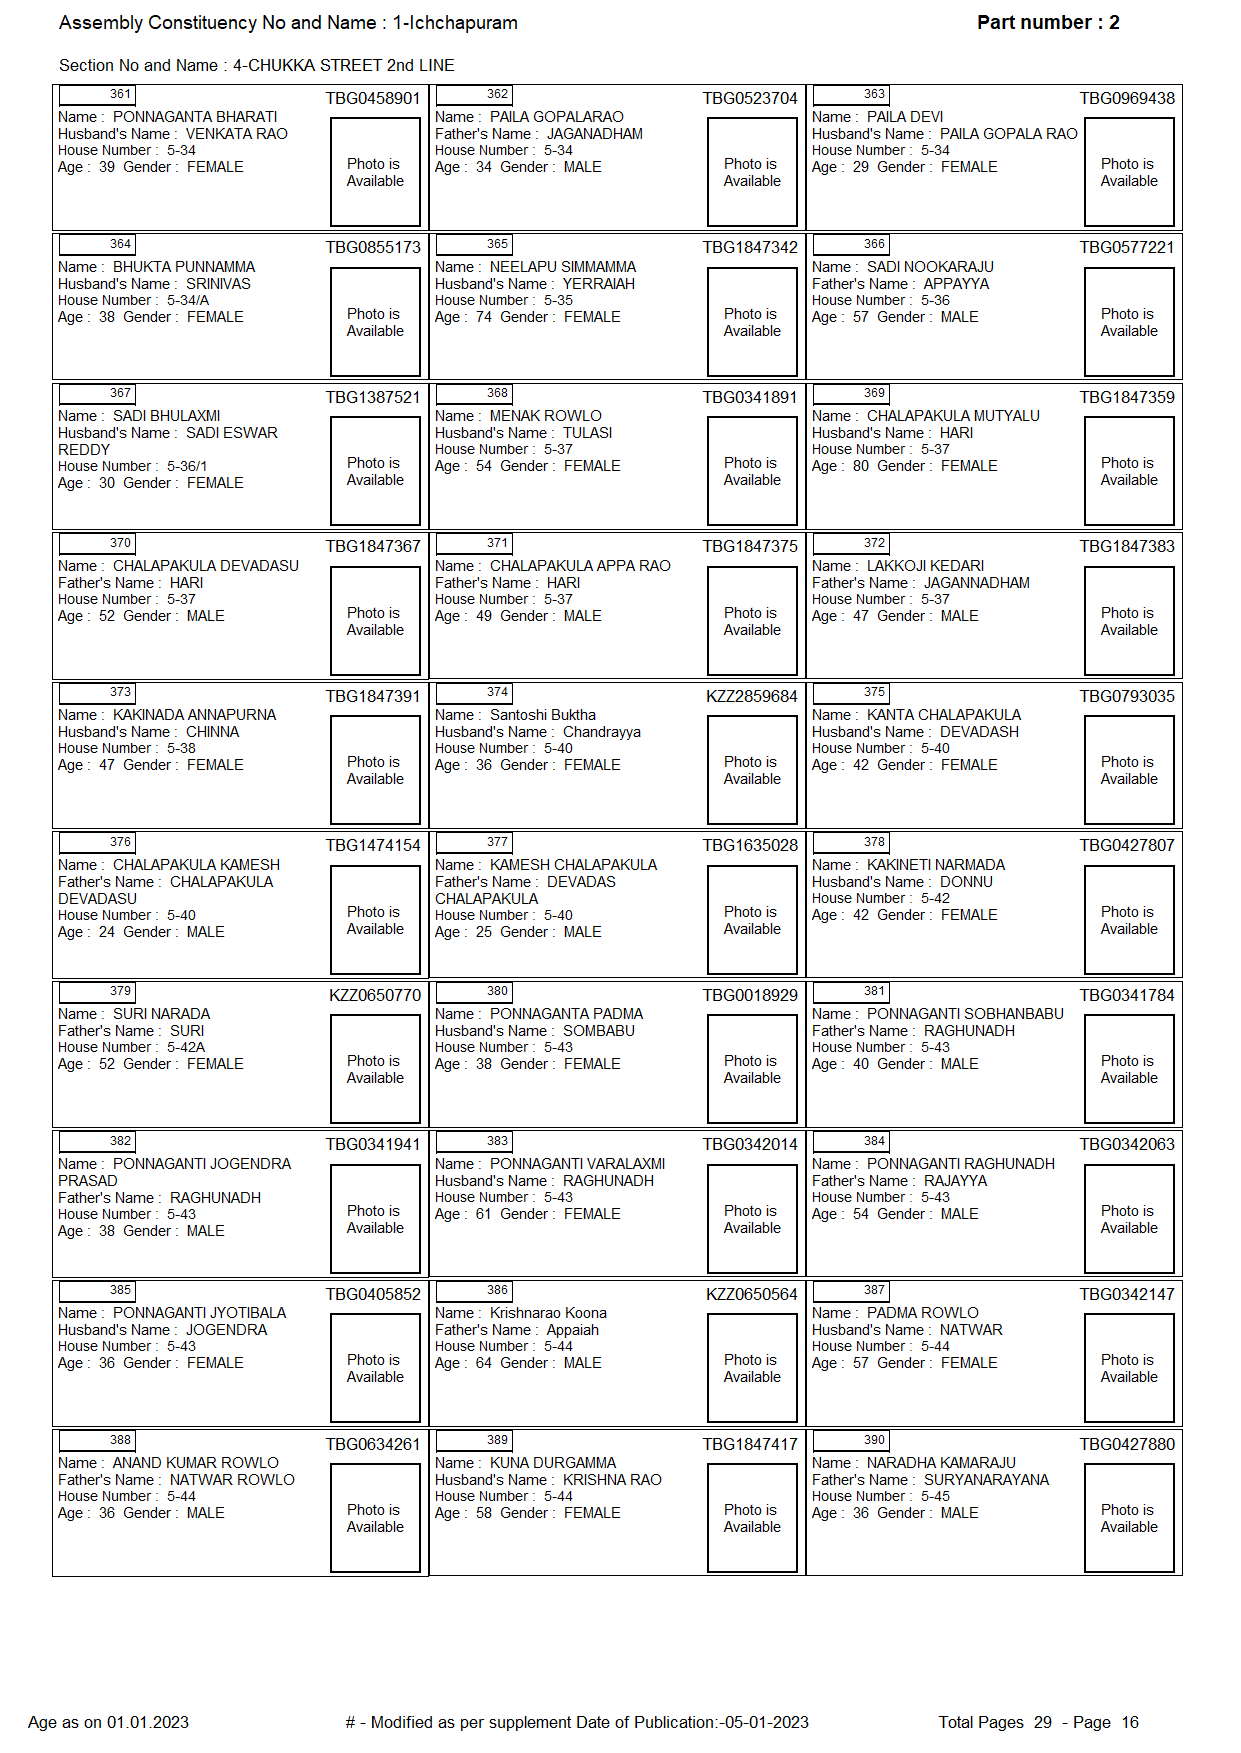 Assembly Constituency No and Name : 1-Ichchapuram
Part number : 2
Section No and Name : 4-CHUKKA STREET 2nd LINE
361
TBG0458901
Name : PONNAGANTA BHARATI
Husband's Name : VENKATA RAO
House Number : 5-34
Age : 39 Gender : FEMALE
Photo is
Available
362
TBG0523704
Name : PAILA GOPALARAO
Father's Name : JAGANADHAM
House Number : 5-34
Age : 34 Gender : MALE
Photo is
Available
363
TBG0969438
Name : PAILA DEVI
Husband's Name : PAILA GOPALA RAO
House Number : 5-34
Age : 29 Gender : FEMALE
Photo is
Available
364
TBG0855173
Name : BHUKTA PUNNAMMA
Husband's Name : SRINIVAS
House Number : 5-34/A
Age : 38 Gender : FEMALE
Photo is
Available
365
TBG1847342
Name : NEELAPU SIMMAMMA
Husband's Name : YERRAIAH
House Number : 5-35
Age : 74 Gender : FEMALE
Photo is
Available
366
TBG0577221
Name : SADI NOOKARAJU
Father's Name : APPAYYA
House Number : 5-36
Age : 57 Gender : MALE
Photo is
Available
367
TBG1387521
Name : SADI BHULAXMI
Husband's Name : SADI ESWAR
REDDY
House Number : 5-36/1
Age : 30 Gender : FEMALE
Photo is
Available
368
TBG0341891
Name : MENAK ROWLO
Husband's Name : TULASI
House Number : 5-37
Age : 54 Gender : FEMALE
Photo is
Available
369
TBG1847359
Name : CHALAPAKULA MUTYALU
Husband's Name : HARI
House Number : 5-37
Age : 80 Gender : FEMALE
Photo is
Available
370
TBG1847367
Name : CHALAPAKULA DEVADASU
Father's Name : HARI
House Number : 5-37
Age : 52 Gender : MALE
Photo is
Available
371
TBG1847375
Name : CHALAPAKULA APPA RAO
Father's Name : HARI
House Number : 5-37
Age : 49 Gender : MALE
Photo is
Available
372
TBG1847383
Name : LAKKOJI KEDARI
Father's Name : JAGANNADHAM
House Number : 5-37
Age : 47 Gender : MALE
Photo is
Available
373
TBG1847391
Name : KAKINADA ANNAPURNA
Husband's Name : CHINNA
House Number : 5-38
Age : 47 Gender : FEMALE
Photo is
Available
374
KZZ2859684
Name : Santoshi Buktha
Husband's Name : Chandrayya
House Number : 5-40
Age : 36 Gender : FEMALE
Photo is
Available
375
TBG0793035
Name : KANTA CHALAPAKULA
Husband's Name : DEVADASH
House Number : 5-40
Age : 42 Gender : FEMALE
Photo is
Available
376
TBG1474154
Name : CHALAPAKULA KAMESH
Father's Name : CHALAPAKULA
DEVADASU
House Number : 5-40
Age : 24 Gender : MALE
Photo is
Available
377
TBG1635028
Name : KAMESH CHALAPAKULA
Father's Name : DEVADAS
CHALAPAKULA
House Number : 5-40
Age : 25 Gender : MALE
Photo is
Available
378
TBG0427807
Name : KAKINETI NARMADA
Husband's Name : DONNU
House Number : 5-42
Age : 42 Gender : FEMALE
Photo is
Available
379
KZZ0650770
Name : SURI NARADA
Father's Name : SURI
House Number : 5-42A
Age : 52 Gender : FEMALE
Photo is
Available
380
TBG0018929
Name : PONNAGANTA PADMA
Husband's Name : SOMBABU
House Number : 5-43
Age : 38 Gender : FEMALE
Photo is
Available
381
TBG0341784
Name : PONNAGANTI SOBHANBABU
Father's Name : RAGHUNADH
House Number : 5-43
Age : 40 Gender : MALE
Photo is
Available
382
TBG0341941
Name : PONNAGANTI JOGENDRA
PRASAD
Father's Name : RAGHUNADH
House Number : 5-43
Age : 38 Gender : MALE
Photo is
Available
383
TBG0342014
Name : PONNAGANTI VARALAXMI
Husband's Name : RAGHUNADH
House Number : 5-43
Age : 61 Gender : FEMALE
Photo is
Available
384
TBG0342063
Name : PONNAGANTI RAGHUNADH
Father's Name : RAJAYYA
House Number : 5-43
Age : 54 Gender : MALE
Photo is
Available
385
TBG0405852
Name : PONNAGANTI JYOTIBALA
Husband's Name : JOGENDRA
House Number : 5-43
Age : 36 Gender : FEMALE
Photo is
Available
386
KZZ0650564
Name : Krishnarao Koona
Father's Name : Appaiah
House Number : 5-44
Age : 64 Gender : MALE
Photo is
Available
387
TBG0342147
Name : PADMA ROWLO
Husband's Name : NATWAR
House Number : 5-44
Age : 57 Gender : FEMALE
Photo is
Available
388
TBG0634261
Name : ANAND KUMAR ROWLO
Father's Name : NATWAR ROWLO
House Number : 5-44
Age : 36 Gender : MALE
Photo is
Available
389
TBG1847417
Name : KUNA DURGAMMA
Husband's Name : KRISHNA RAO
House Number : 5-44
Age : 58 Gender : FEMALE
Photo is
Available
390
TBG0427880
Name : NARADHA KAMARAJU
Father's Name : SURYANARAYANA
House Number : 5-45
Age : 36 Gender : MALE
Photo is
Available
Age as on 01.01.2023
# - Modified as per supplement Date of Publication:-05-01-2023
Total Pages 29 - Page 16